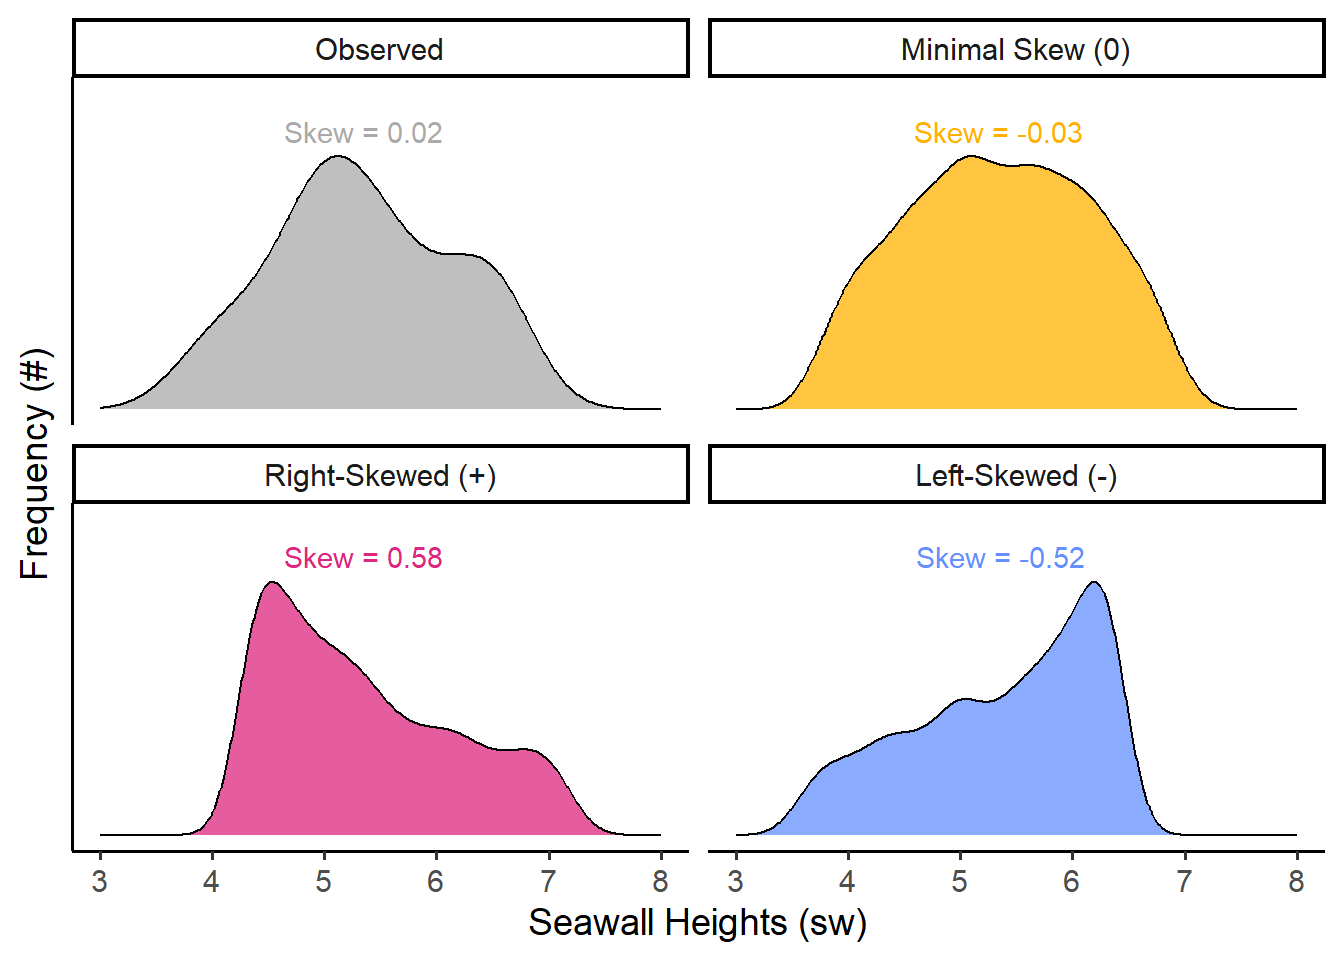 Observed
Minimal Skew (0)
Skew = 0.02
Skew = -0.03
Frequency (#)
Right-Skewed (+)
Left-Skewed (-)
Skew = 0.58
Skew = -0.52
3 4 5 6 7 8
3 4 5 6 7 8
Seawall Heights (sw)